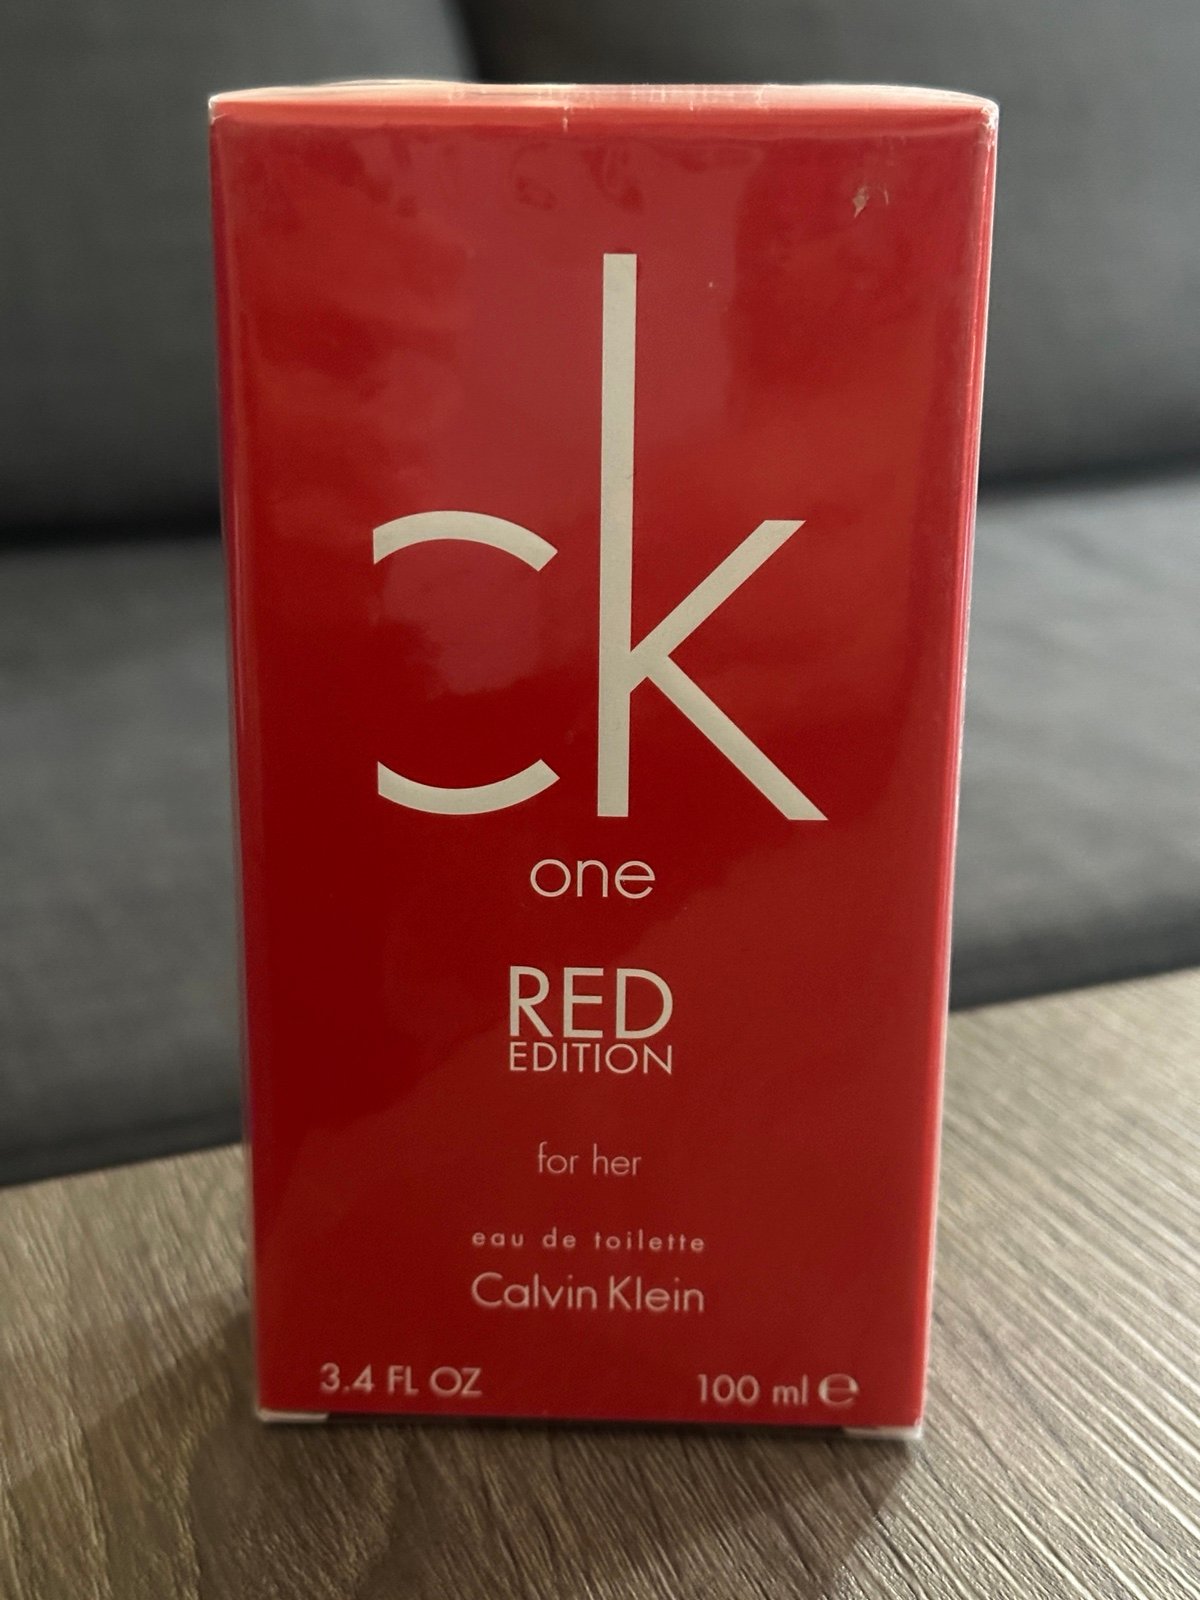 ck
one
RED
EDITION
for her
eau de toilette
Calvin Klein
3.4 FL OZ 100 ml ℮